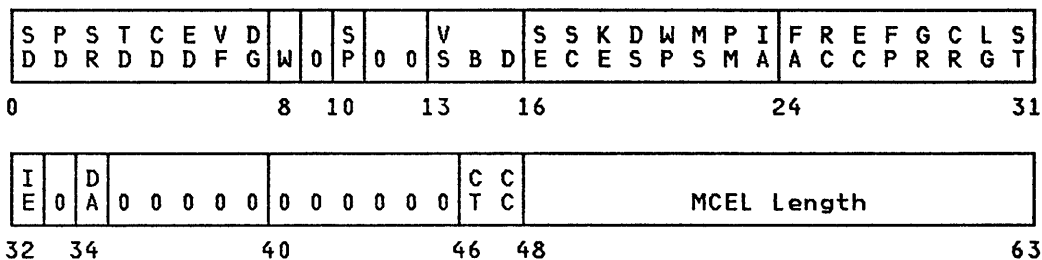 S P S T C E V D S V S S K D W M P I F R E F G C L S
D D R D D D F G W 0 P 0 0 S B D E C E S P S M A A C C P R R G T
0 8 10 13 16 24 31
I D C C
E 0 A 0 0 0 0 0 0 0 0 0 0 0 T C MCEL Length
32 34 40 46 48 63